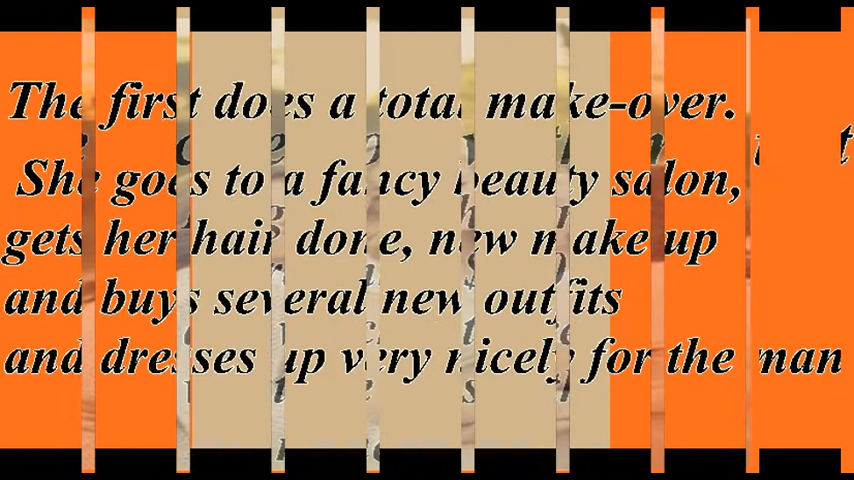 The first does a total make-over.
She goes to a fancy beauty salon,
gets her hair done, new make up
and buys several new outfits
and dresses up very nicely for the man